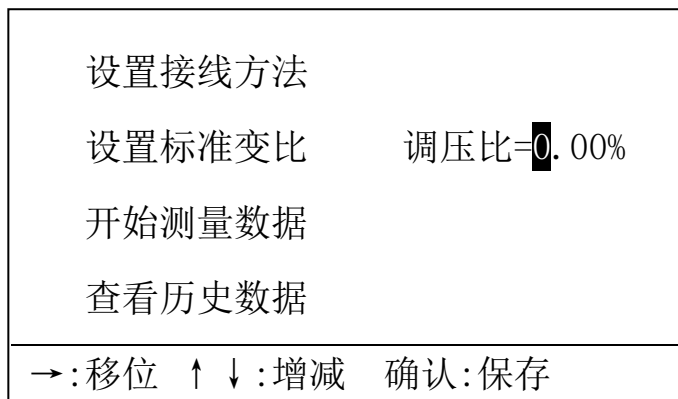 设置接线方法
设置标准变比 调压比=0.00%
开始测量数据
查看历史数据
→:移位 ↑↓:增减 确认:保存